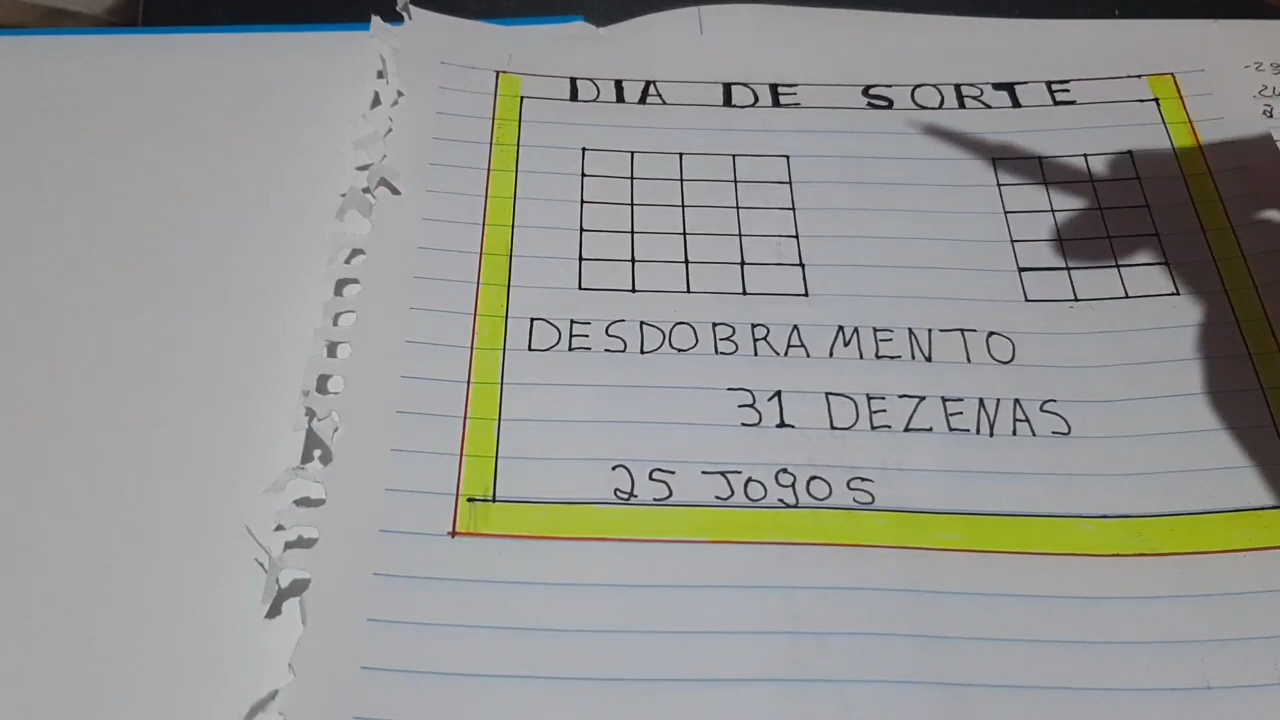 DIA DE SORTE
DESDOBRAMENTO
31 DEZENAS
25 JOGOS